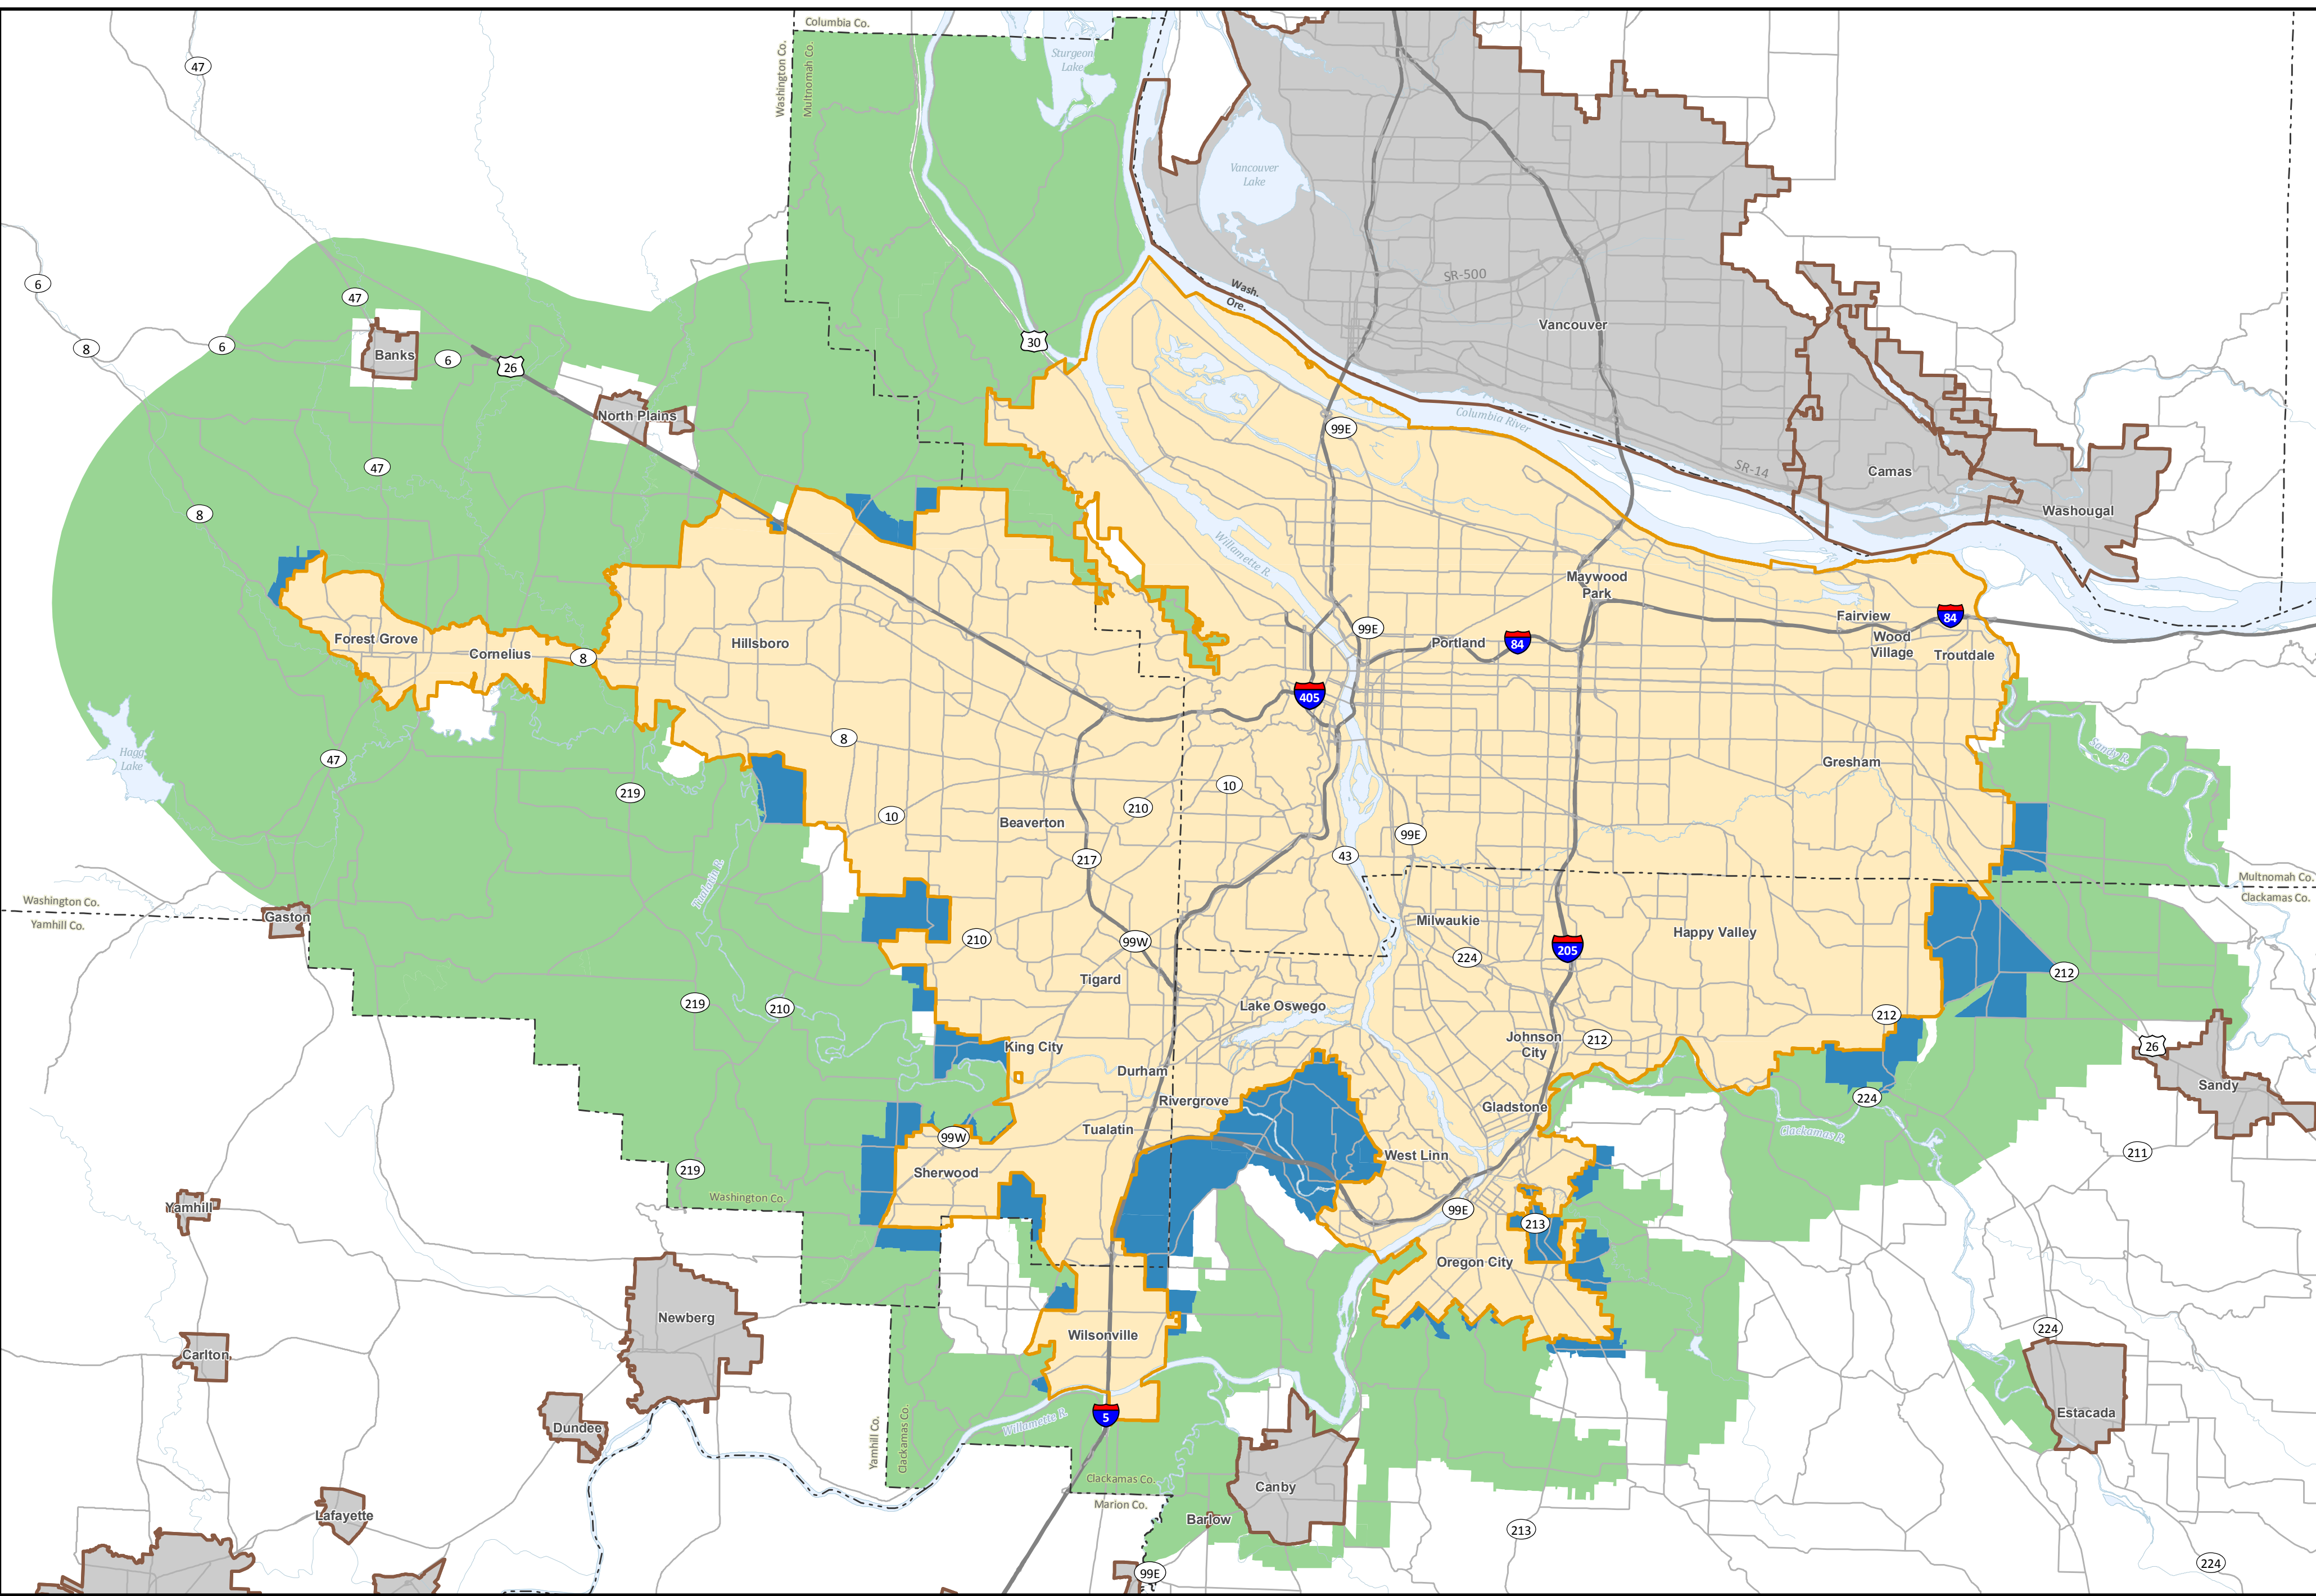 Columbia Co.
Washington Co.
Multnomah Co.
Sturgeon
Lake
47
Vancouver
Lake
6
47
Wash.
Ore.
SR-500
Vancouver
30
8
6
Banks
6
26
North Plains
99E
Columbia River
47
SR-14
Camas
Washougal
8
Willamette R.
Maywood
Park
Fairview
84
Wood
Village
Troutdale
Forest Grove
Cornelius
8
Hillsboro
99E
Portland
84
405
Hagg
Lake
47
8
219
10
210
10
Beaverton
217
99E
43
Gresham
Sandy R.
Tualatin R.
Washington Co.
Yamhill Co.
Gaston
Multnomah Co.
Clackamas Co.
210
99W
Milwaukie
Happy Valley
224
205
212
Tigard
219
210
Lake Oswego
212
King City
Johnson
City
212
26
Sandy
Durham
Rivergrove
Gladstone
224
Tualatin
99W
Clackamas R.
211
Sherwood
West Linn
219
Washington Co.
Yamhill
99E
213
Oregon City
Newberg
Wilsonville
224
Carlton
5
Willamette R.
Dundee
Yamhill Co.
Clackamas Co.
Estacada
Clackamas Co.
Marion Co.
Canby
Lafayette
Barlow
213
99E
224